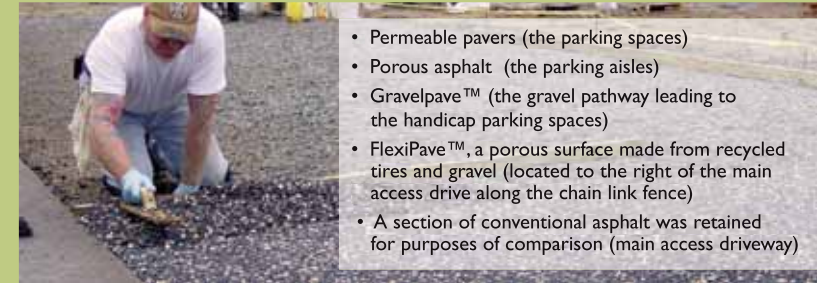 • Permeable pavers (the parking spaces)
• Porous asphalt (the parking aisles)
• Gravelpave™ (the gravel pathway leading to
the handicap parking spaces)
• FlexiPave™, a porous surface made from recycled
tires and gravel (located to the right of the main
access drive along the chain link fence)
• A section of conventional asphalt was retained
for purposes of comparison (main access driveway)